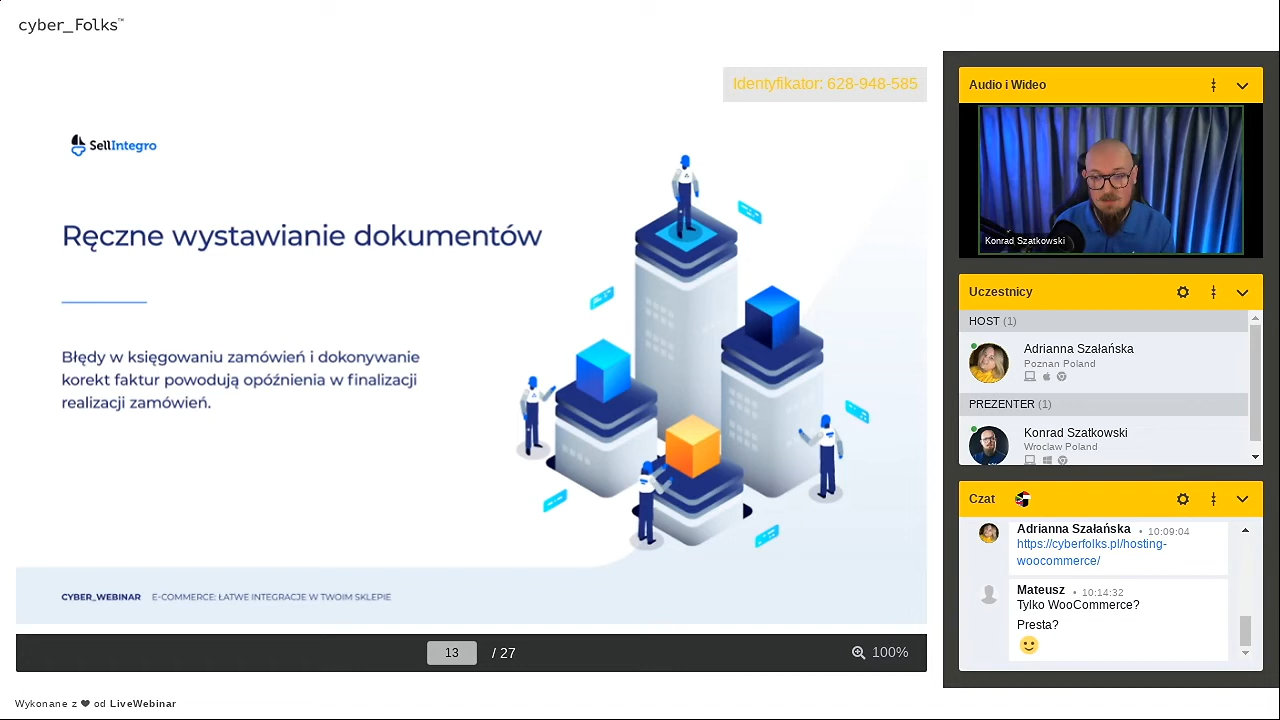 cyber_Folks™
Identyfikator: 628-948-585
SellIntegro
Ręczne wystawianie dokumentów
Błędy w księgowaniu zamówień i dokonywanie
korekt faktur powodują opóźnienia w finalizacji
realizacji zamówień.
CYBER_WEBINAR E-COMMERCE: ŁATWE INTEGRACJE W TWOIM SKLEPIE
13 / 27
100%
Wykonane z ❤ od LiveWebinar
Audio i Wideo
Konrad Szatkowski
Uczestnicy
HOST (1)
Adrianna Szałańska
Poznan Poland
PREZENTER (1)
Konrad Szatkowski
Wroclaw Poland
Czat
Adrianna Szałańska • 10:09:04
https://cyberfolks.pl/hosting-
woocommerce/
Mateusz • 10:14:32
Tylko WooCommerce?
Presta?